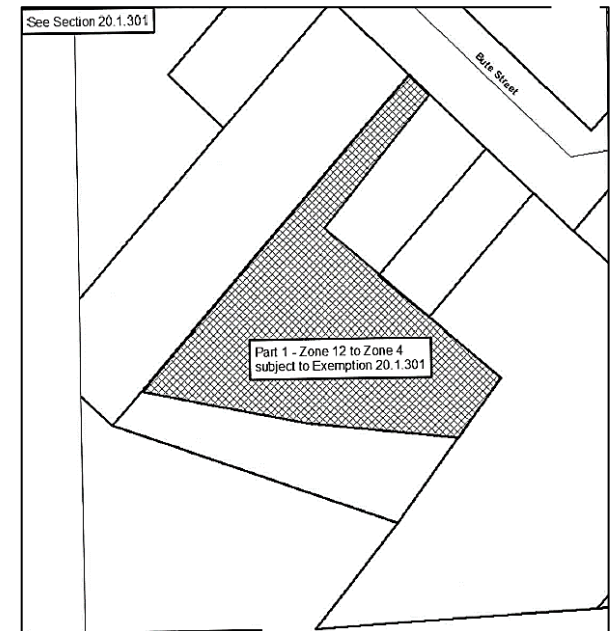 See Section 20.1.301
Bute Street
Part 1 - Zone 12 to Zone 4
subject to Exemption 20.1.301